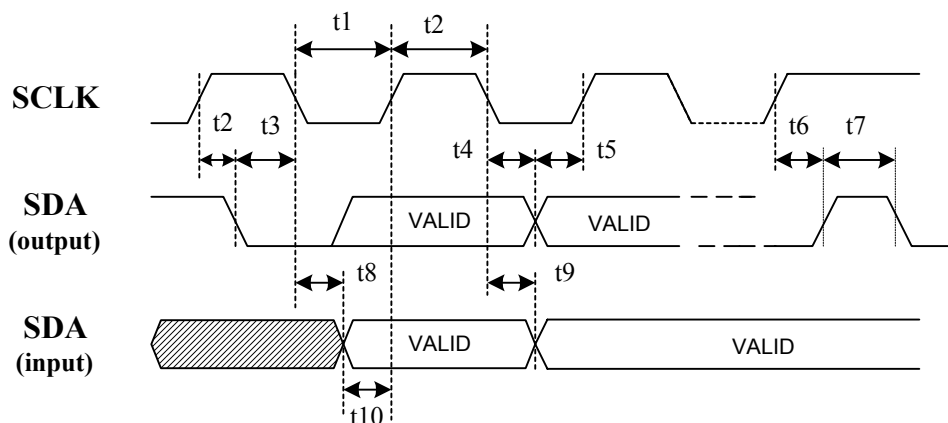 t1 t2
SCLK
t2 t3 t4 t5 t6 t7
SDA
(output)
VALID VALID
t8 t9
SDA
(input)
VALID VALID
t10